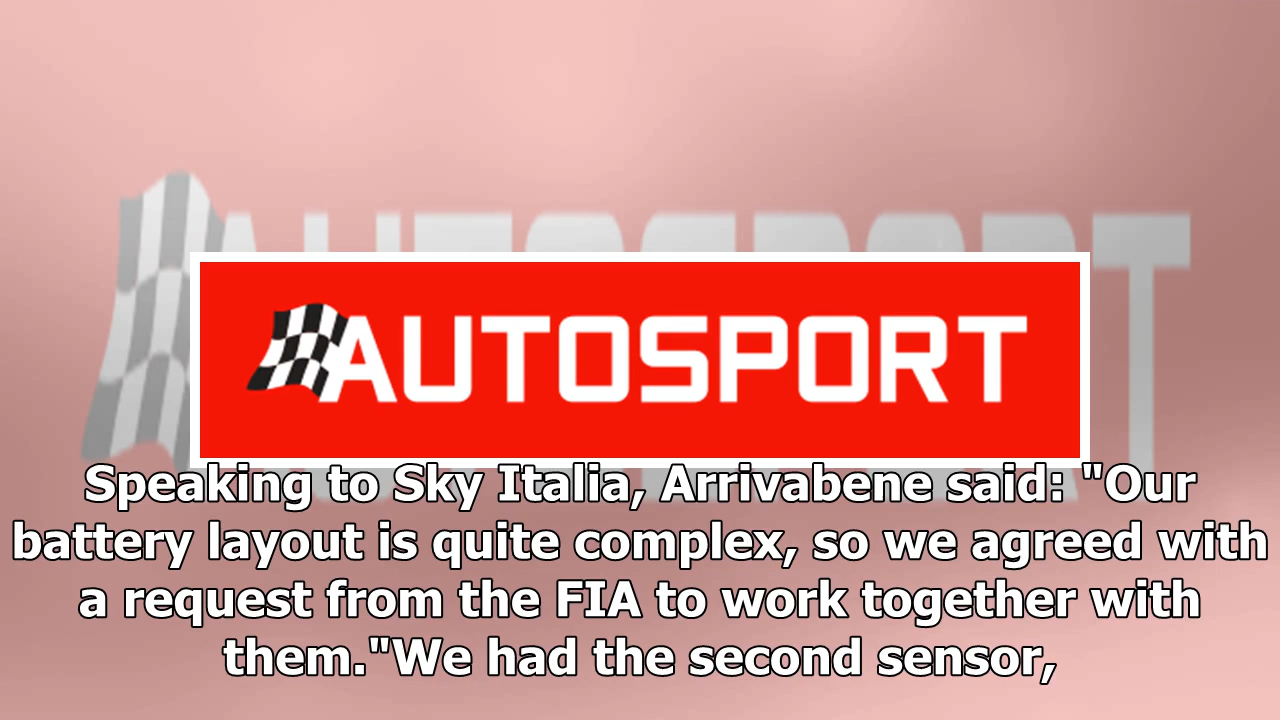 AUTOSPORT
Speaking to Sky Italia, Arrivabene said: "Our
battery layout is quite complex, so we agreed with
a request from the FIA to work together with
them."We had the second sensor,